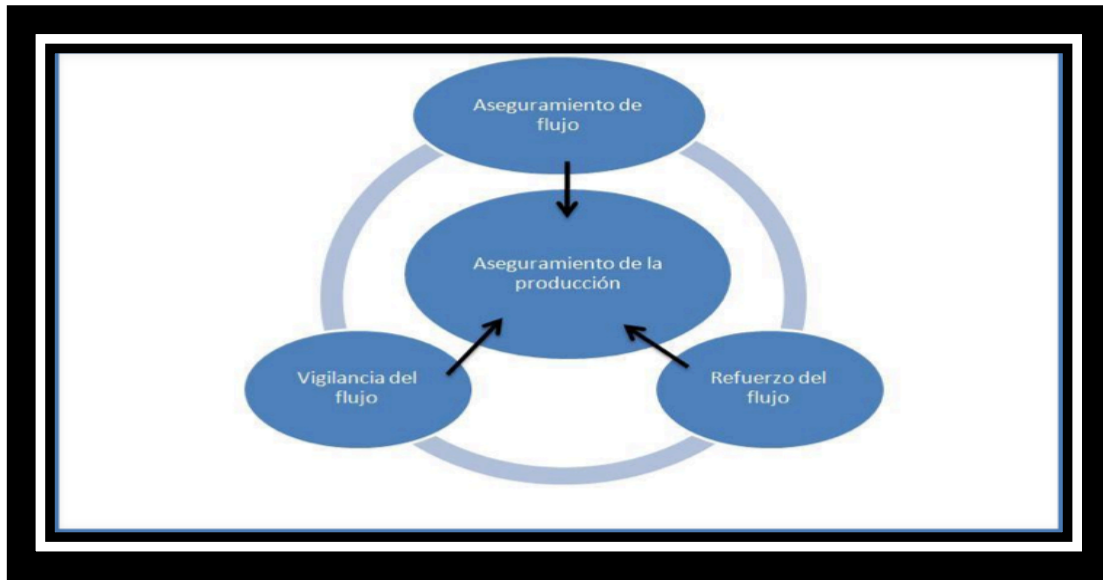 Aseguramiento de
flujo
Aseguramiento de la
producción
Vigilancia del
flujo
Refuerzo del
flujo